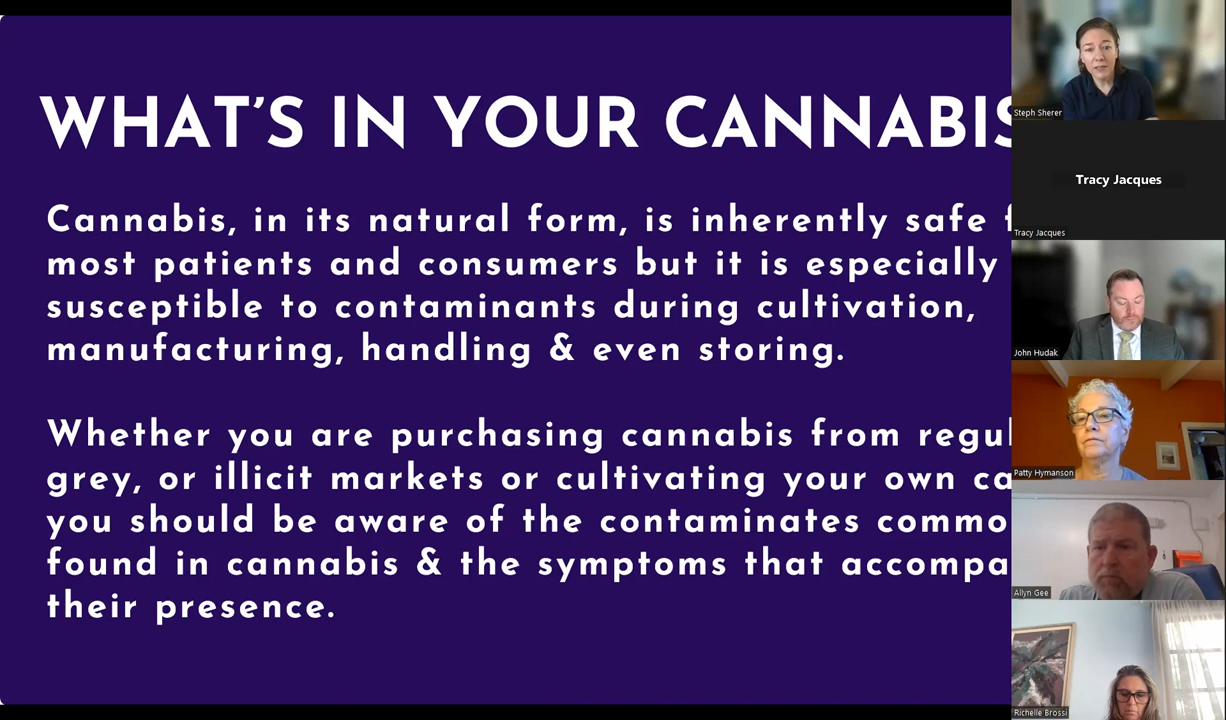 WHAT'S IN YOUR CANNABIS
Cannabis, in its natural form, is inherently safe
most patients and consumers but it is especially
susceptible to contaminants during cultivation,
manufacturing, handling & even storing.
Whether you are purchasing cannabis from
grey, or illicit markets or cultivating your own
you should be aware of the contaminates
found in cannabis & the symptoms that
their presence.
Steph Sherer
Tracy Jacques
Tracy Jacques
John Hudak
Patty Hymanson
Allyn Gee
Richelle Brossi